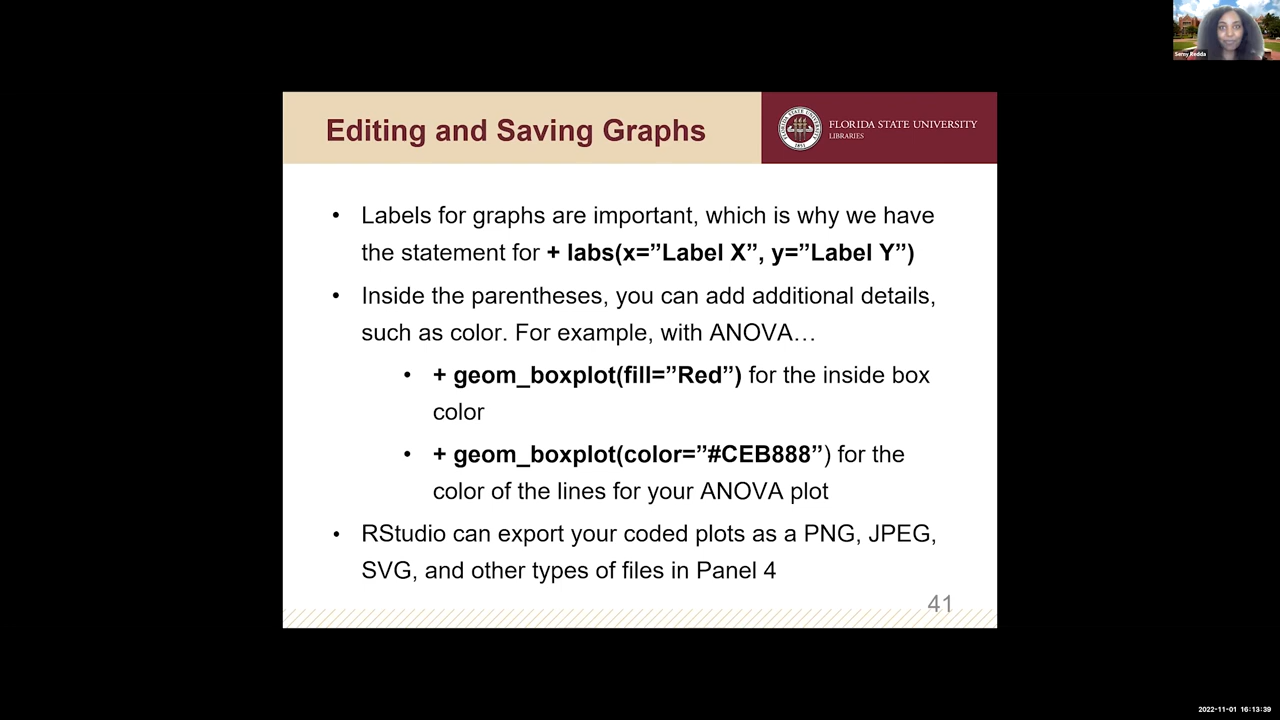 Samy Redda
Editing and Saving Graphs
FLORIDA STATE UNIVERSITY
LIBRARIES
• Labels for graphs are important, which is why we have
the statement for + labs(x=”Label X”, y=”Label Y”)
• Inside the parentheses, you can add additional details,
such as color. For example, with ANOVA…
• + geom_boxplot(fill=”Red”) for the inside box
color
• + geom_boxplot(color=”#CEB888”) for the
color of the lines for your ANOVA plot
• RStudio can export your coded plots as a PNG, JPEG,
SVG, and other types of files in Panel 4
41
2022-11-01 16:13:39